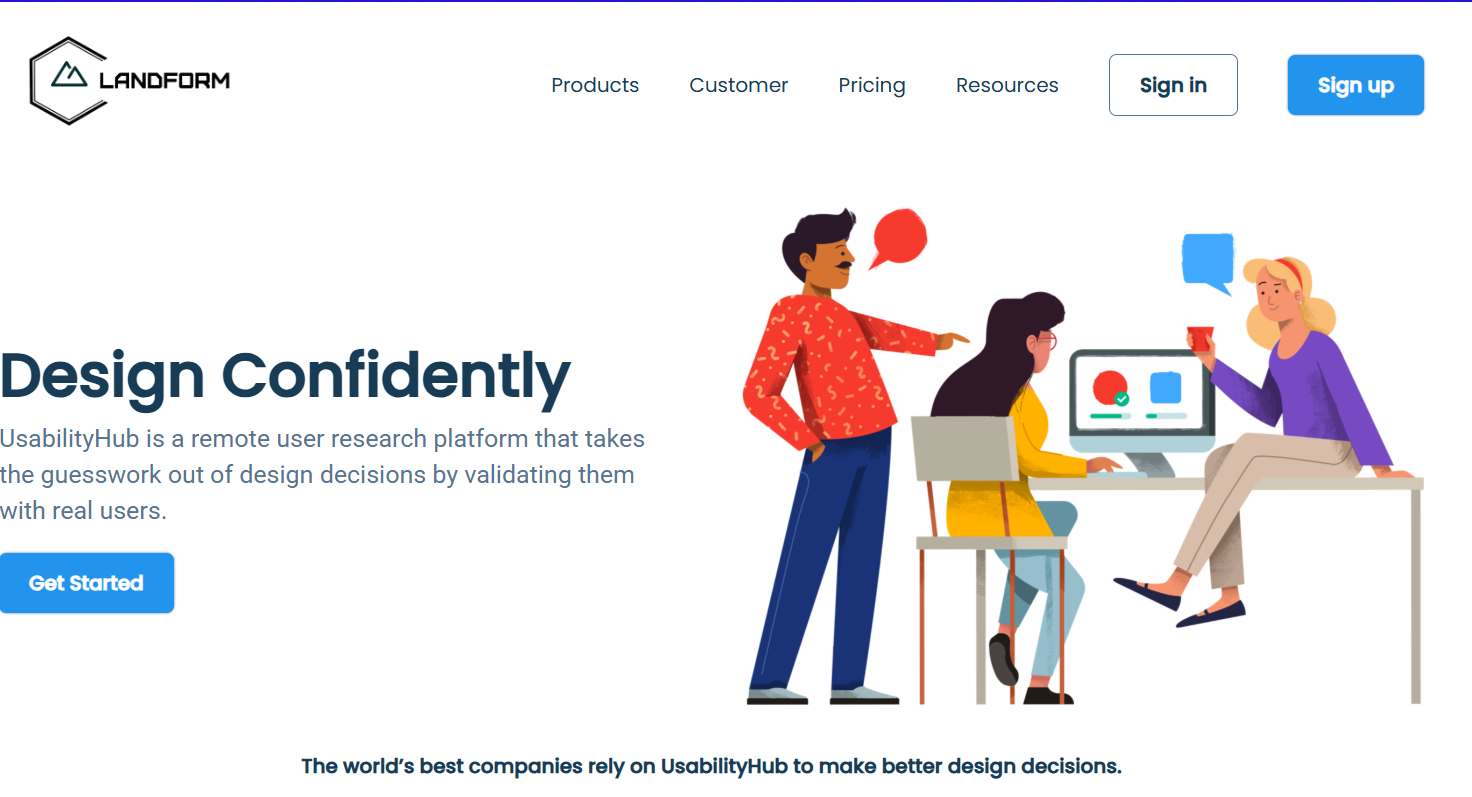 LANDFORM
Products
Customer
Pricing
Resources
Sign in
Sign up
Design Confidently
UsabilityHub is a remote user research platform that takes
the guesswork out of design decisions by validating them
with real users.
Get Started
The world’s best companies rely on UsabilityHub to make better design decisions.